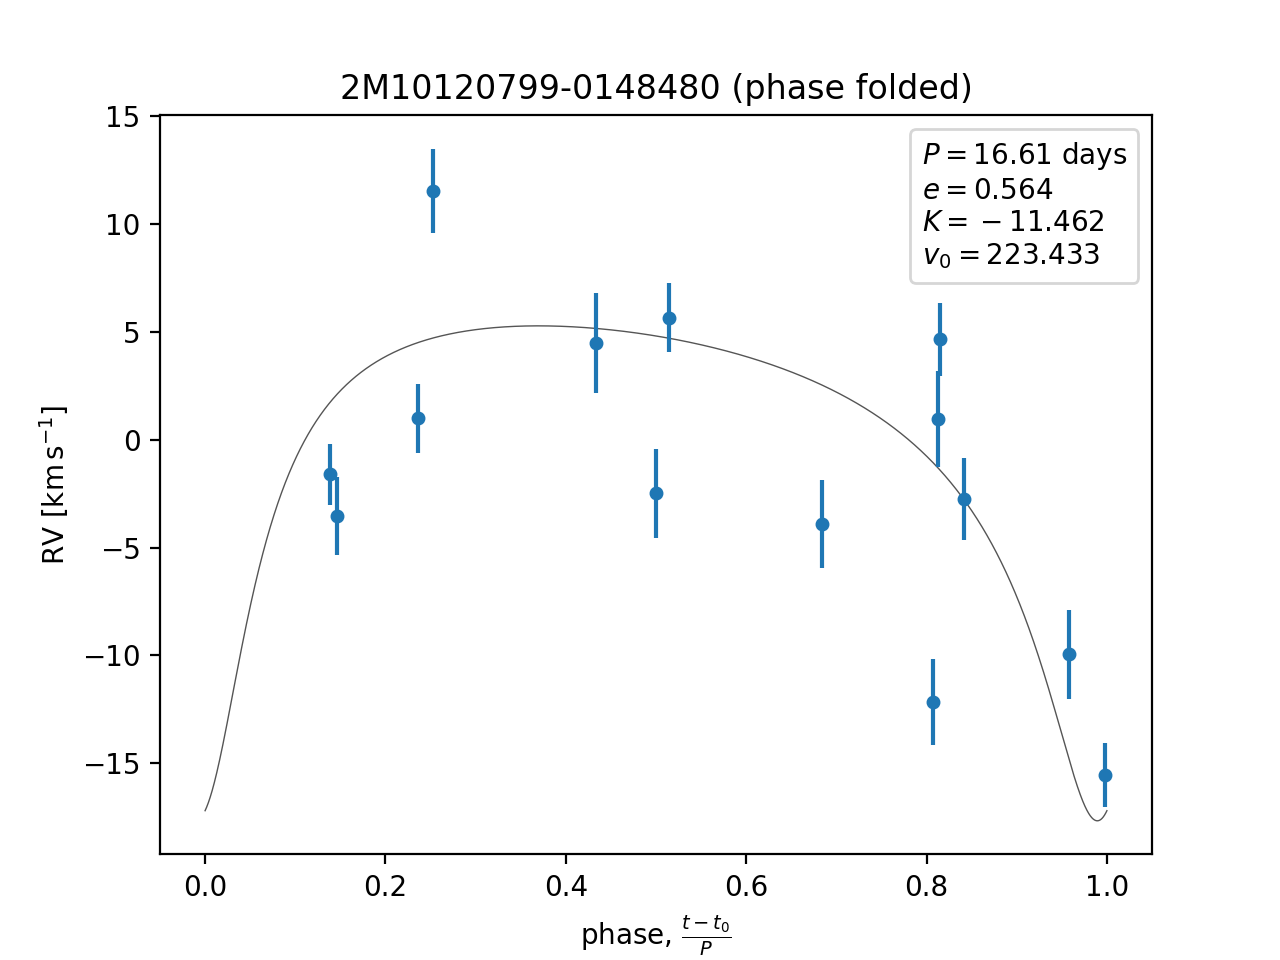 2M10120799-0148480 (phase folded)
P = 16.61 days
e = 0.564
K = − 11.462
v₀ = 223.433
15
10
5
0
−5
−10
−15
RV [km s⁻¹]
0.0 0.2 0.4 0.6 0.8 1.0
phase, (t − t₀)/P